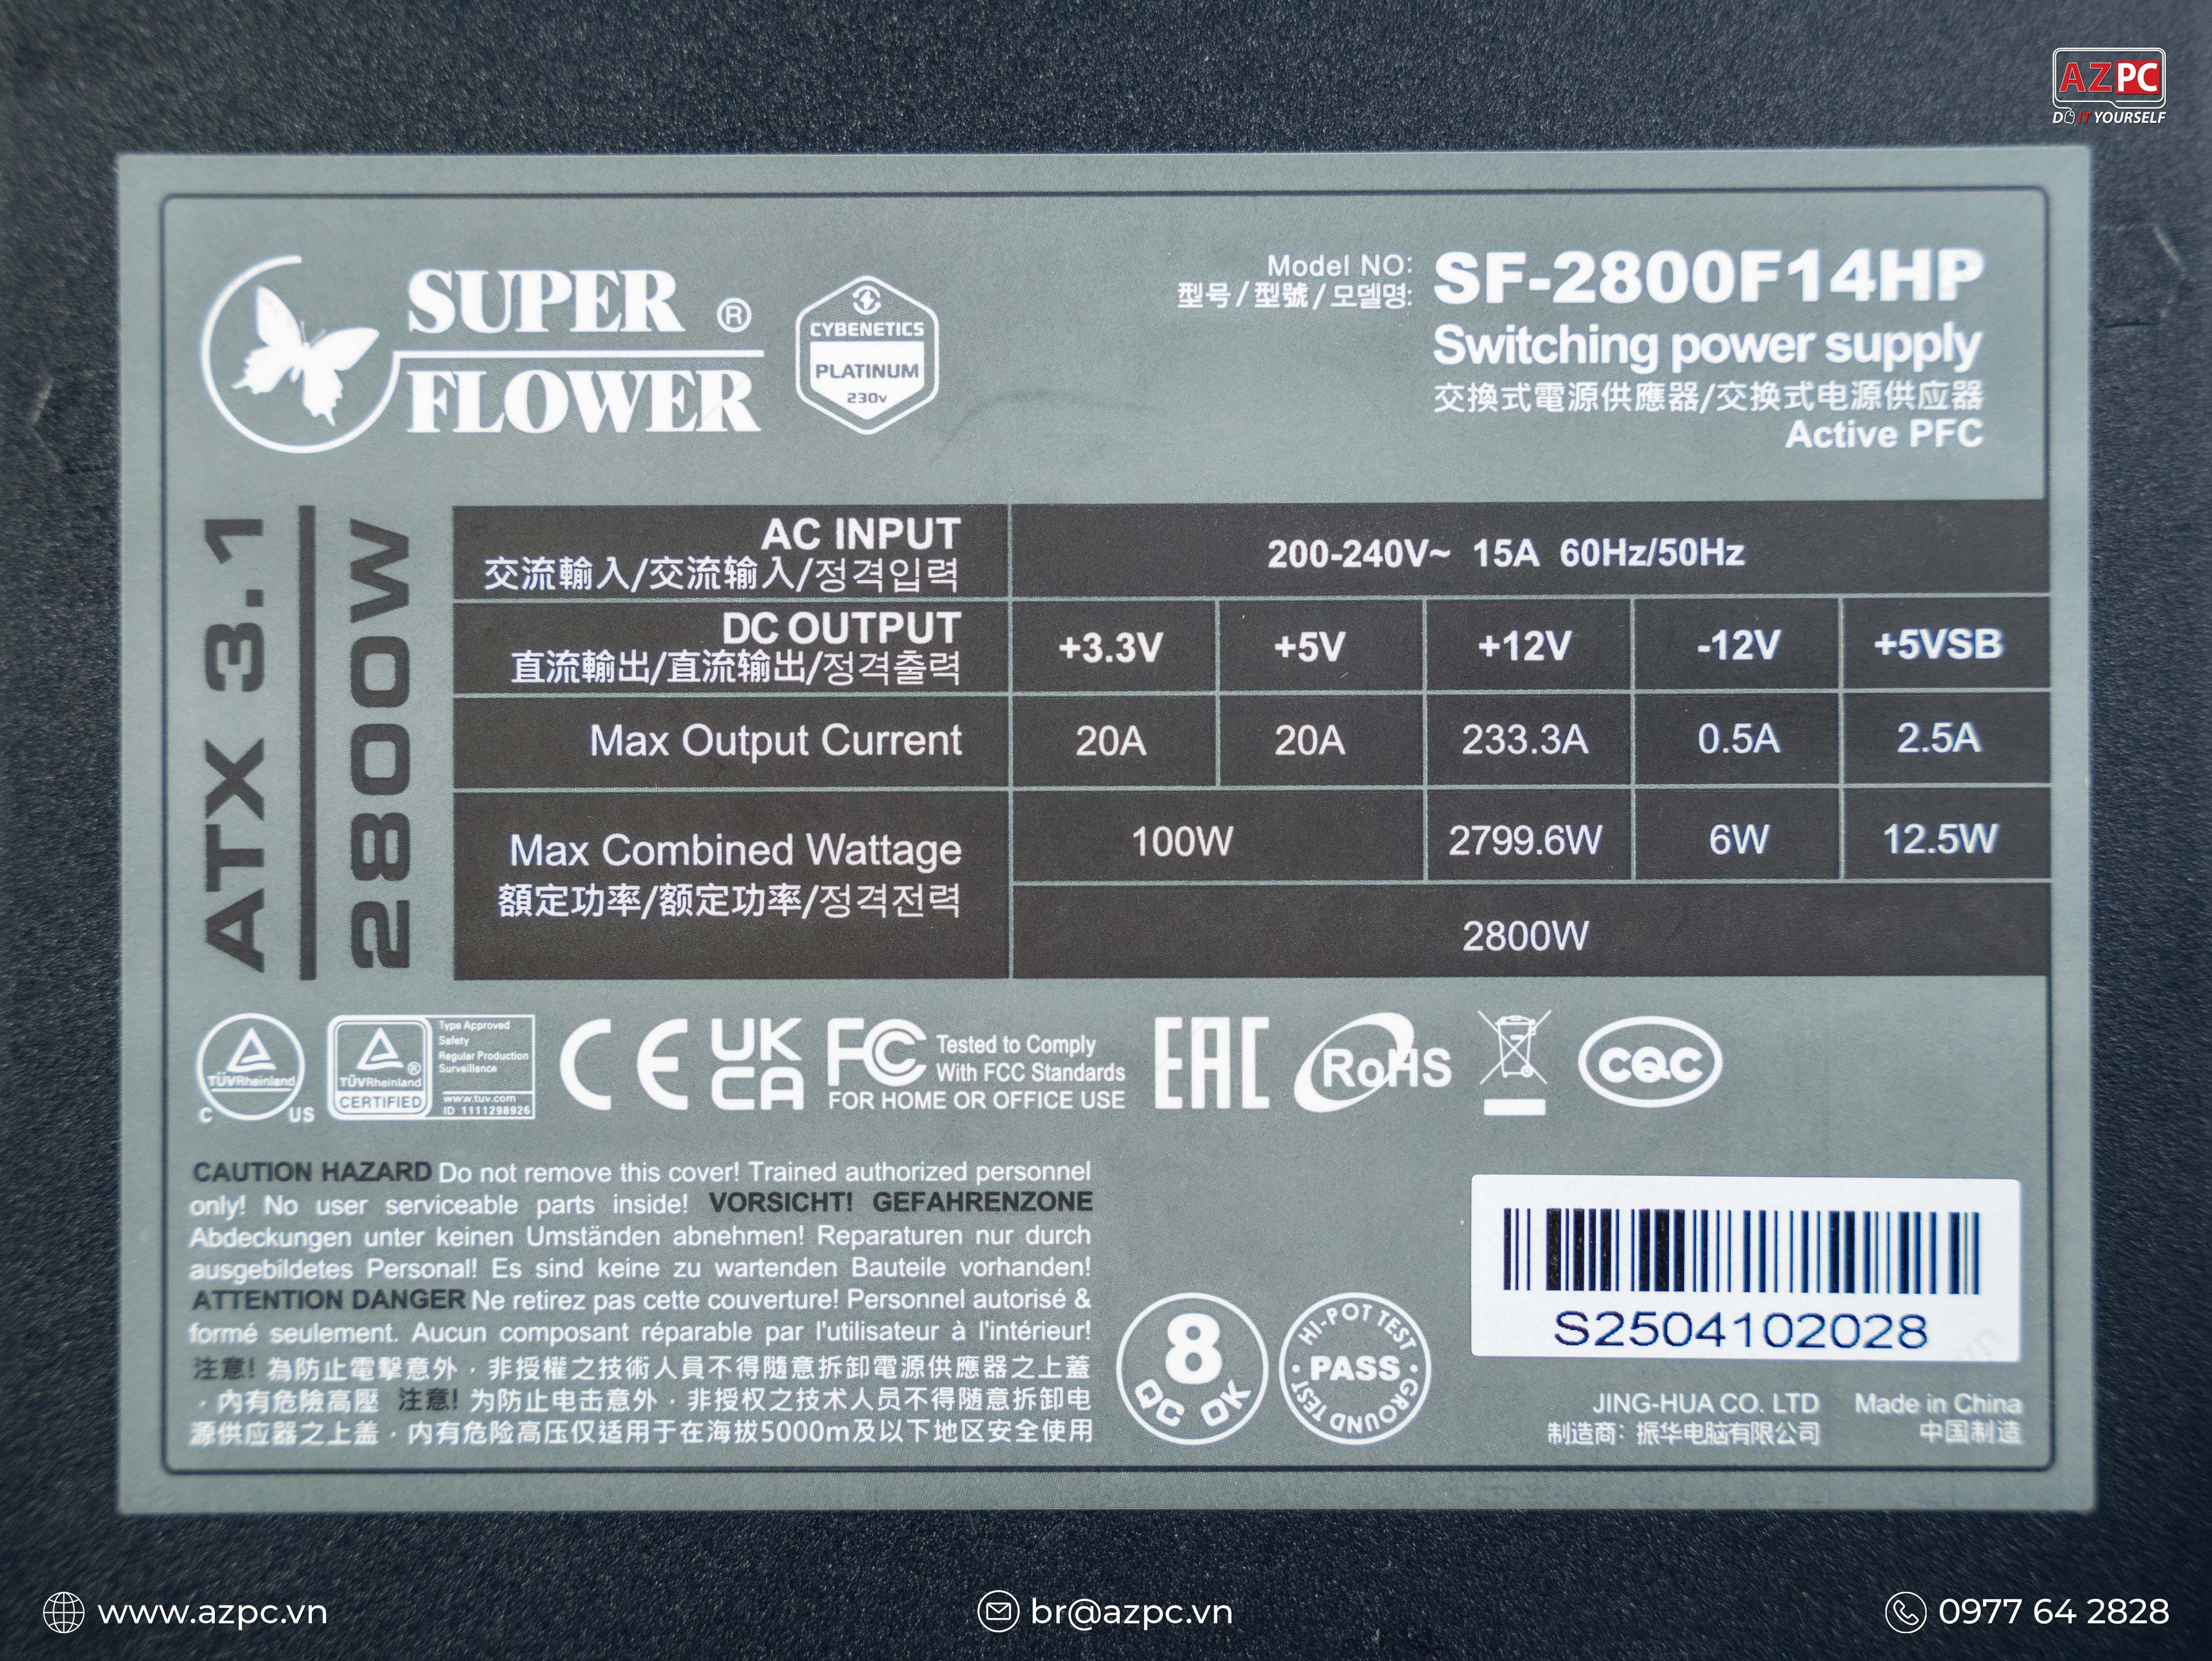 AZPC
DO IT YOURSELF
SUPER ®
FLOWER
CYBENETICS
PLATINUM
230v
Model NO: SF-2800F14HP
型号/型號/모델명:
Switching power supply
交換式電源供應器/交换式电源供应器
Active PFC
ATX 3.1
2800W
AC INPUT
交流輸入/交流输入/정격입력
200-240V~ 15A 60Hz/50Hz
DC OUTPUT
直流輸出/直流输出/정격출력
+3.3V +5V +12V -12V +5VSB
Max Output Current 20A 20A 233.3A 0.5A 2.5A
Max Combined Wattage
額定功率/额定功率/정격전력
100W 2799.6W 6W 12.5W
2800W
TÜVRheinland
C US
TÜVRheinland ®
CERTIFIED
Type Approved
Safety
Regular Production
Surveillance
www.tuv.com
ID 1111298926
CE
UK
CA
FC Tested to Comply
With FCC Standards
FOR HOME OR OFFICE USE
EAC
RoHS
CQC
CAUTION HAZARD Do not remove this cover! Trained authorized personnel
only! No user serviceable parts inside! VORSICHT! GEFAHRENZONE
Abdeckungen unter keinen Umständen abnehmen! Reparaturen nur durch
ausgebildetes Personal! Es sind keine zu wartenden Bauteile vorhanden!
ATTENTION DANGER Ne retirez pas cette couverture! Personnel autorisé &
formé seulement. Aucun composant réparable par l'utilisateur à l'intérieur!
注意! 為防止電擊意外，非授權之技術人員不得隨意拆卸電源供應器之上蓋
，內有危險高壓 注意! 为防止电击意外，非授权之技术人员不得随意拆卸电
源供应器之上盖，内有危险高压仅适用于在海拔5000m及以下地区安全使用
8
QC OK
HI-POT TEST
PASS
GROUND TEST
S2504102028
JING-HUA CO. LTD Made in China
制造商: 振华电脑有限公司 中国制造
www.azpc.vn
br@azpc.vn
0977 64 2828